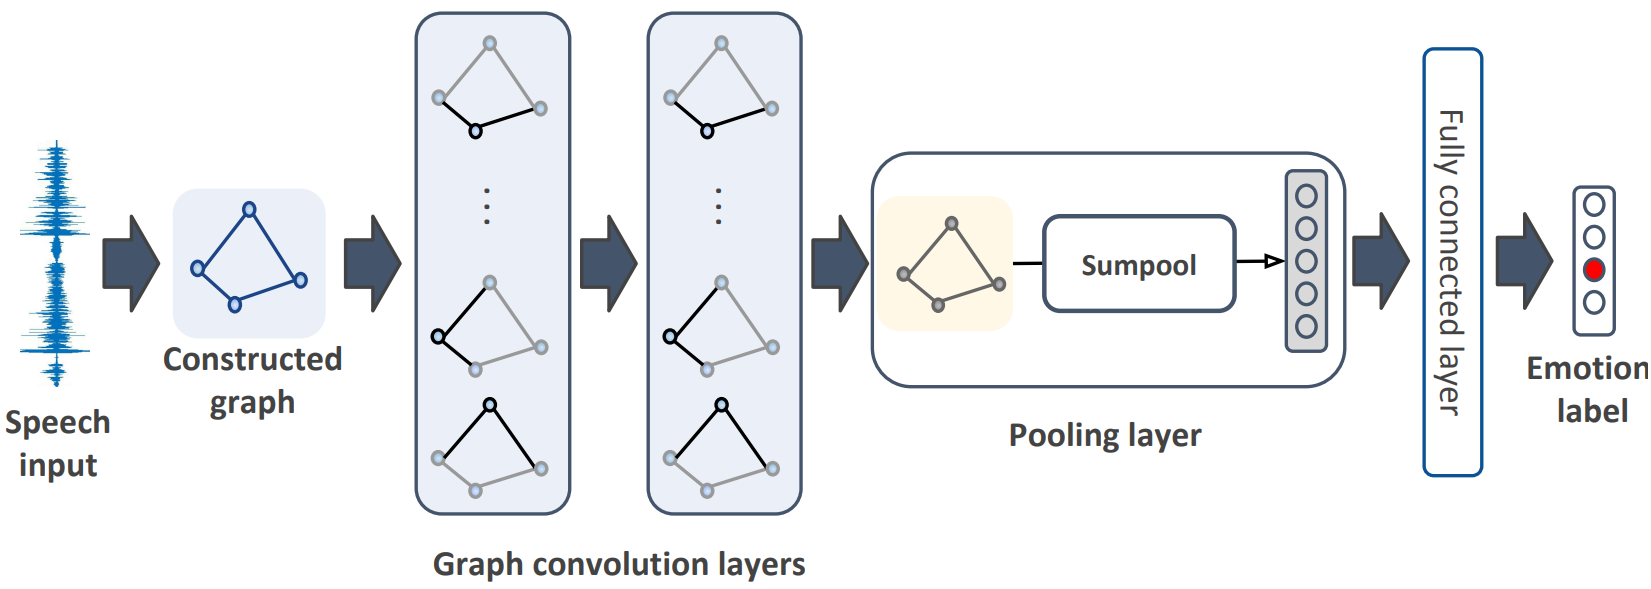 Speech
input
Constructed
graph
Graph convolution layers
Sumpool
Pooling layer
Fully connected layer
Emotion
label